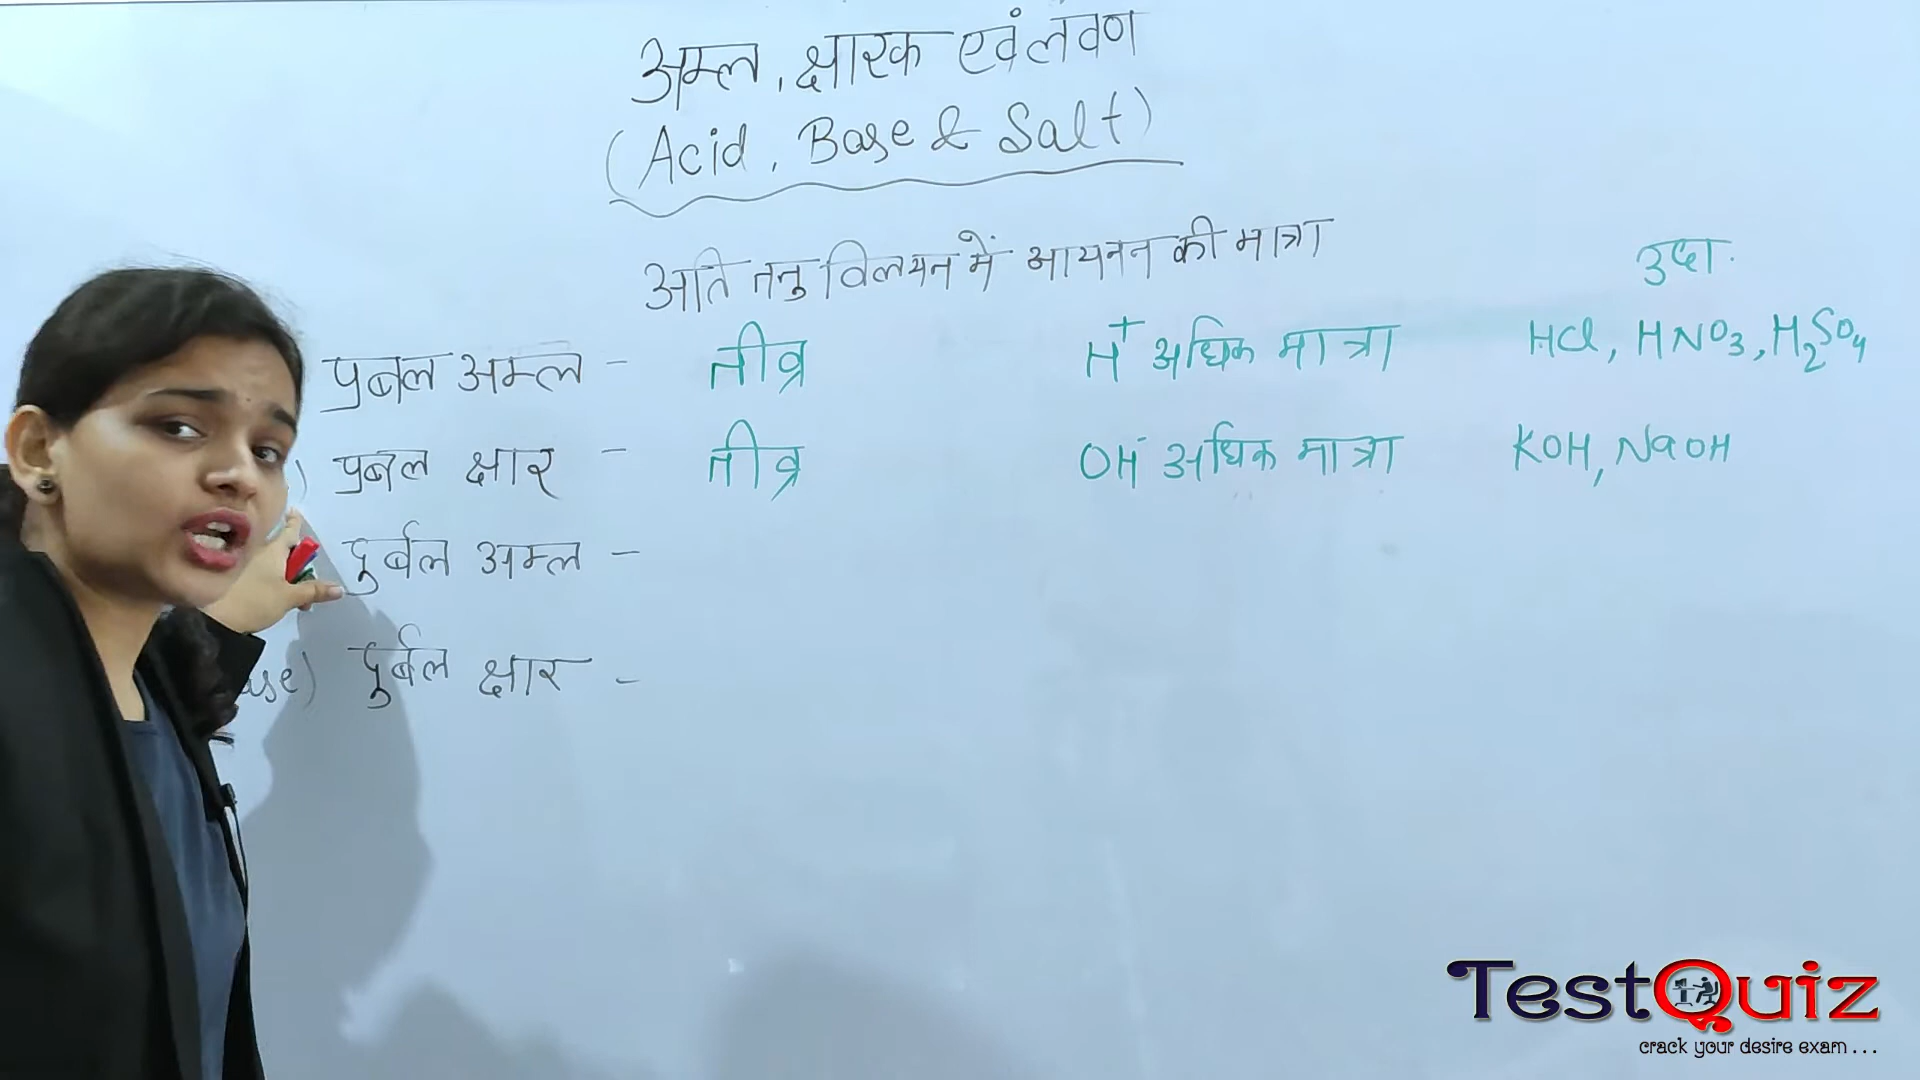 अम्ल, क्षारक एवं लवण
(Acid, Base & Salt)
अति तनु विलयन में आयनन की मात्रा
उदा.
प्रबल अम्ल - तीव्र H⁺ अधिक मात्रा HCl, HNO₃, H₂SO₄
) प्रबल क्षार - तीव्र OH⁻ अधिक मात्रा KOH, NaOH
दुर्बल अम्ल -
ase) दुर्बल क्षार -
TestQuiz
crack your desire exam . . .